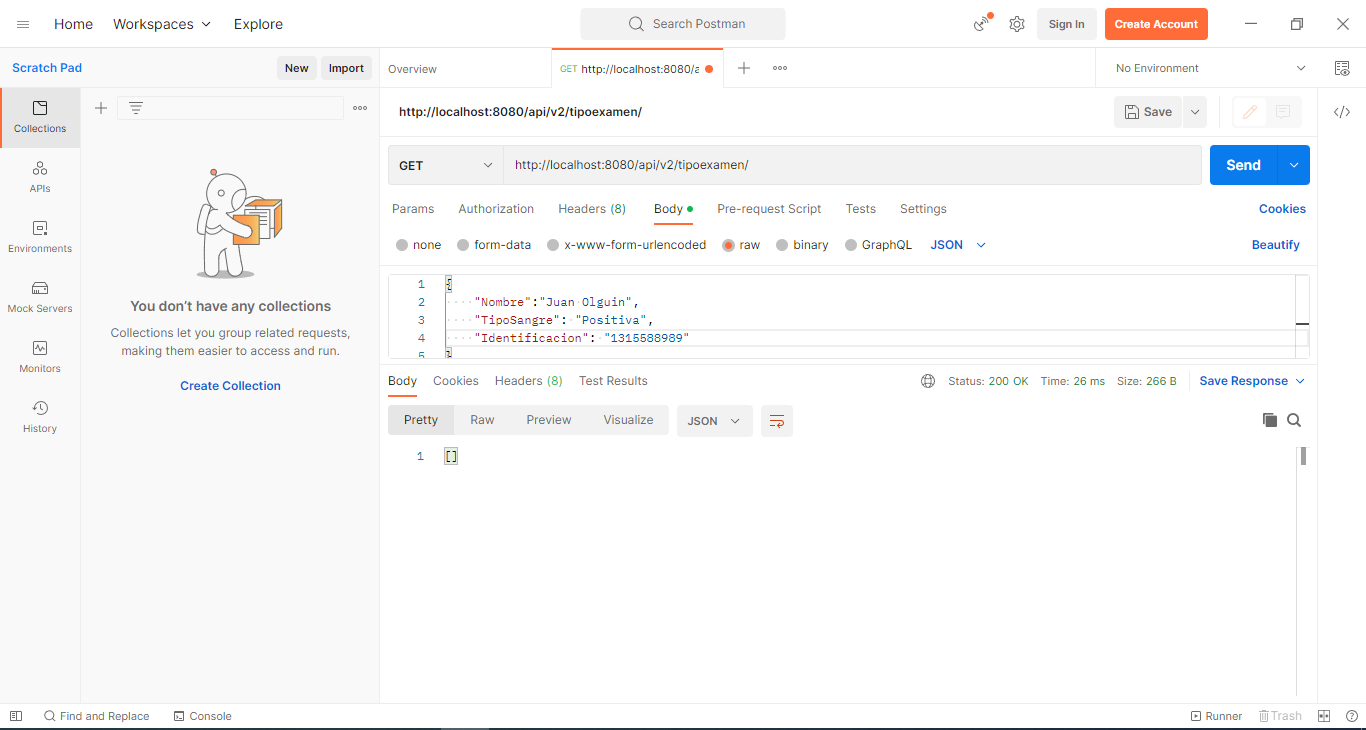 Home Workspaces Explore Search Postman Sign In Create Account
Scratch Pad New Import Overview GET http://localhost:8080/a No Environment
Collections
APIs
Environments
Mock Servers
Monitors
History
You don't have any collections
Collections let you group related requests,
making them easier to access and run.
Create Collection
http://localhost:8080/api/v2/tipoexamen/ Save
GET http://localhost:8080/api/v2/tipoexamen/ Send
Params Authorization Headers (8) Body Pre-request Script Tests Settings Cookies
none form-data x-www-form-urlencoded raw binary GraphQL JSON Beautify
1 {
2 "Nombre":"Juan Olguin",
3 "TipoSangre": "Positiva",
4 "Identificacion": "1315588989"
5 }
Body Cookies Headers (8) Test Results Status: 200 OK Time: 26 ms Size: 266 B Save Response
Pretty Raw Preview Visualize JSON
1 []
Find and Replace Console Runner Trash